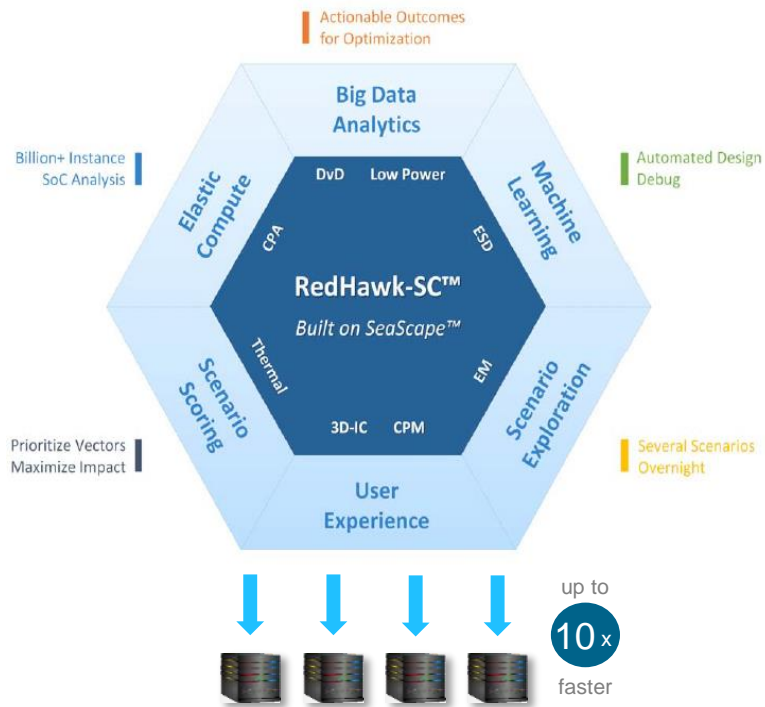 Actionable Outcomes
for Optimization
Big Data
Analytics
Billion+ Instance
SoC Analysis
Elastic
Compute
Machine
Learning
Automated Design
Debug
DvD Low Power
CPA
ESD
RedHawk-SC™
Built on SeaScape™
Thermal
EM
3D-IC CPM
Scenario
Scoring
Scenario
Exploration
Prioritize Vectors
Maximize Impact
Several Scenarios
Overnight
User
Experience
up to
10 x
faster